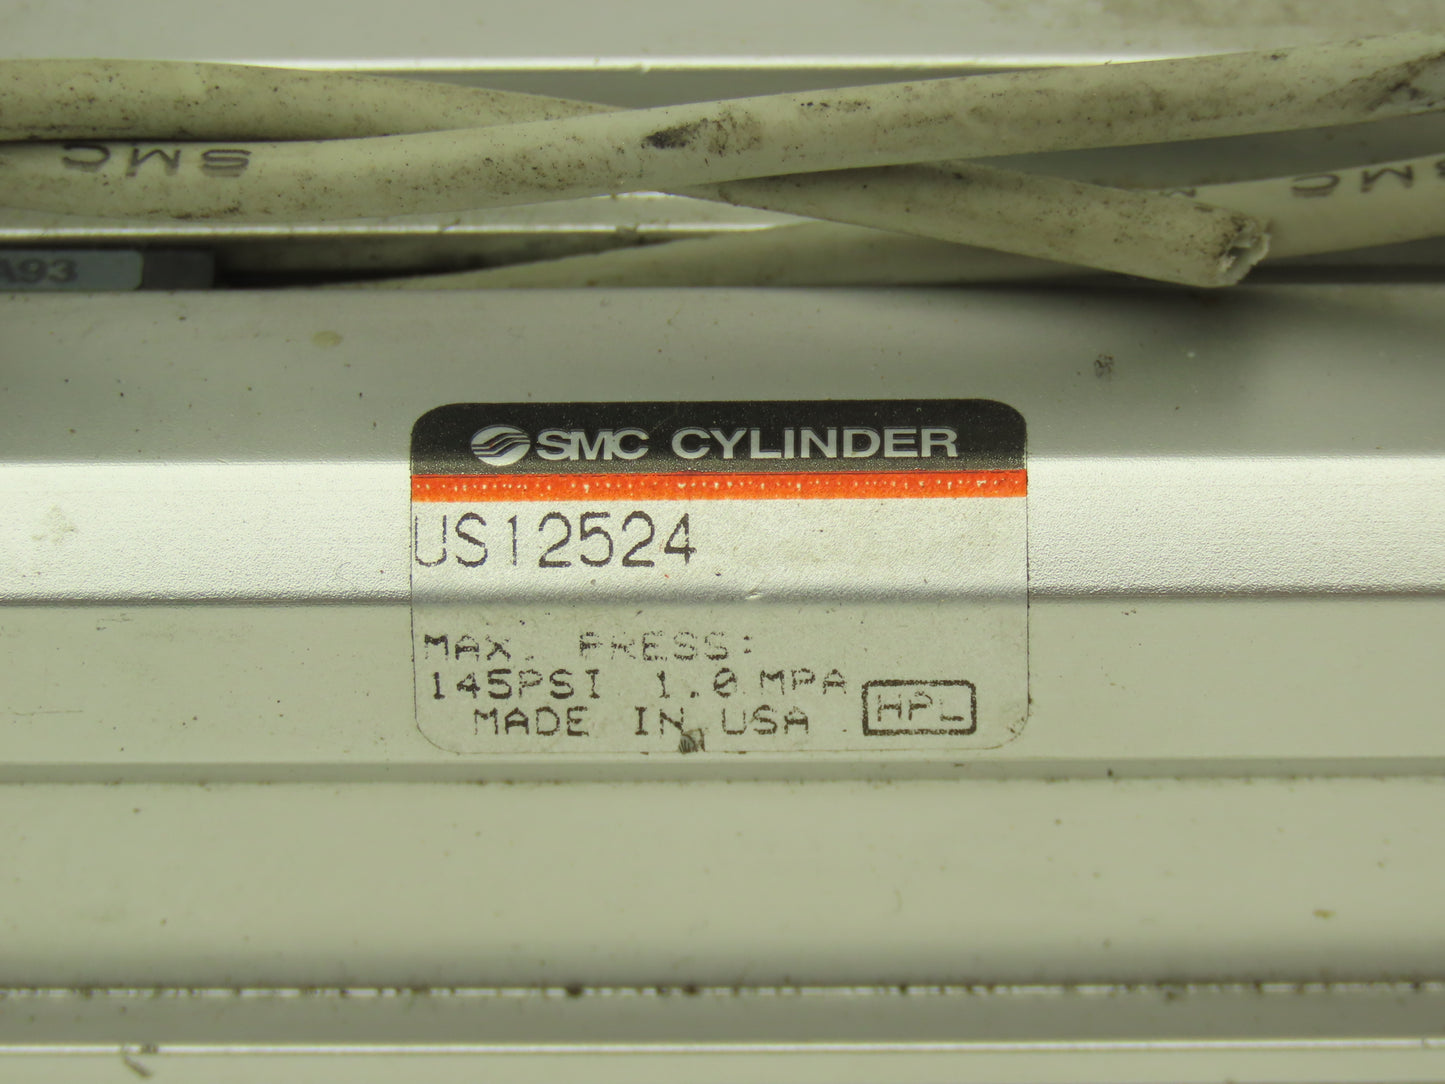 SMC
SMC
A93
SMC CYLINDER
US12524
MAX. PRESS:
145PSI 1.0 MPA
MADE IN USA HPL